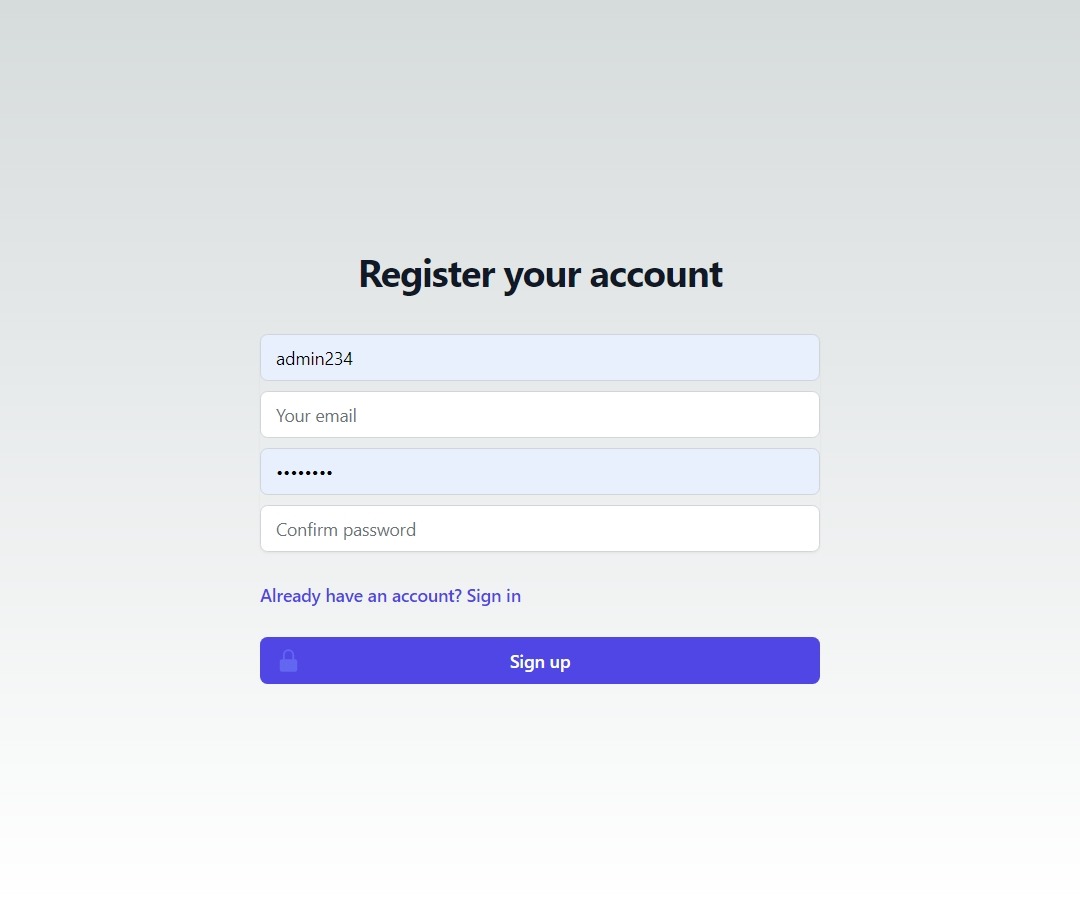 Register your account
admin234
Your email
••••••••
Confirm password
Already have an account? Sign in
Sign up